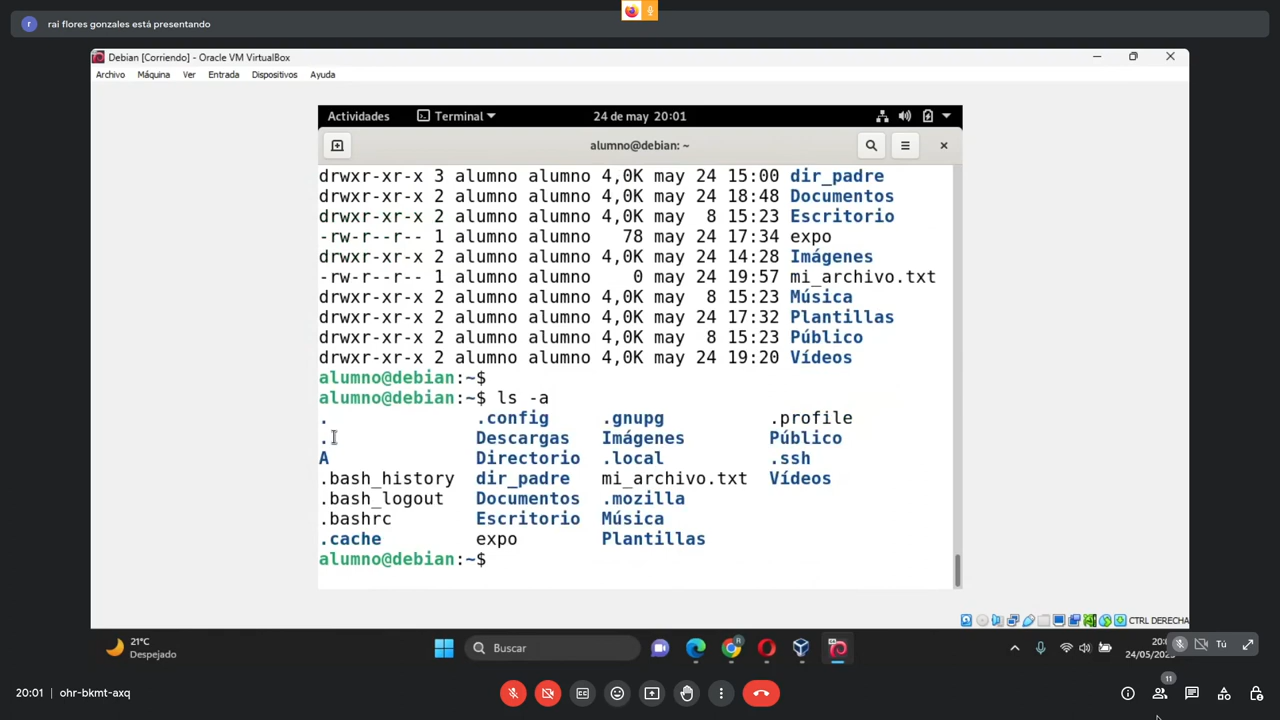 r
rai flores gonzales está presentando
Debian [Corriendo] - Oracle VM VirtualBox
Archivo Máquina Ver Entrada Dispositivos Ayuda
Actividades Terminal 24 de may 20:01
alumno@debian: ~
drwxr-xr-x 3 alumno alumno 4,0K may 24 15:00 dir_padre
drwxr-xr-x 2 alumno alumno 4,0K may 24 18:48 Documentos
drwxr-xr-x 2 alumno alumno 4,0K may  8 15:23 Escritorio
-rw-r--r-- 1 alumno alumno   78 may 24 17:34 expo
drwxr-xr-x 2 alumno alumno 4,0K may 24 14:28 Imágenes
-rw-r--r-- 1 alumno alumno    0 may 24 19:57 mi_archivo.txt
drwxr-xr-x 2 alumno alumno 4,0K may  8 15:23 Música
drwxr-xr-x 2 alumno alumno 4,0K may 24 17:32 Plantillas
drwxr-xr-x 2 alumno alumno 4,0K may  8 15:23 Público
drwxr-xr-x 2 alumno alumno 4,0K may 24 19:20 Vídeos
alumno@debian:~$
alumno@debian:~$ ls -a
. .config .gnupg .profile
. Descargas Imágenes Público
A Directorio .local .ssh
.bash_history dir_padre mi_archivo.txt Vídeos
.bash_logout Documentos .mozilla
.bashrc Escritorio Música
.cache expo Plantillas
alumno@debian:~$
CTRL DERECHA
21°C
Despejado
Buscar
R
Tú
20:01 ohr-bkmt-axq
11